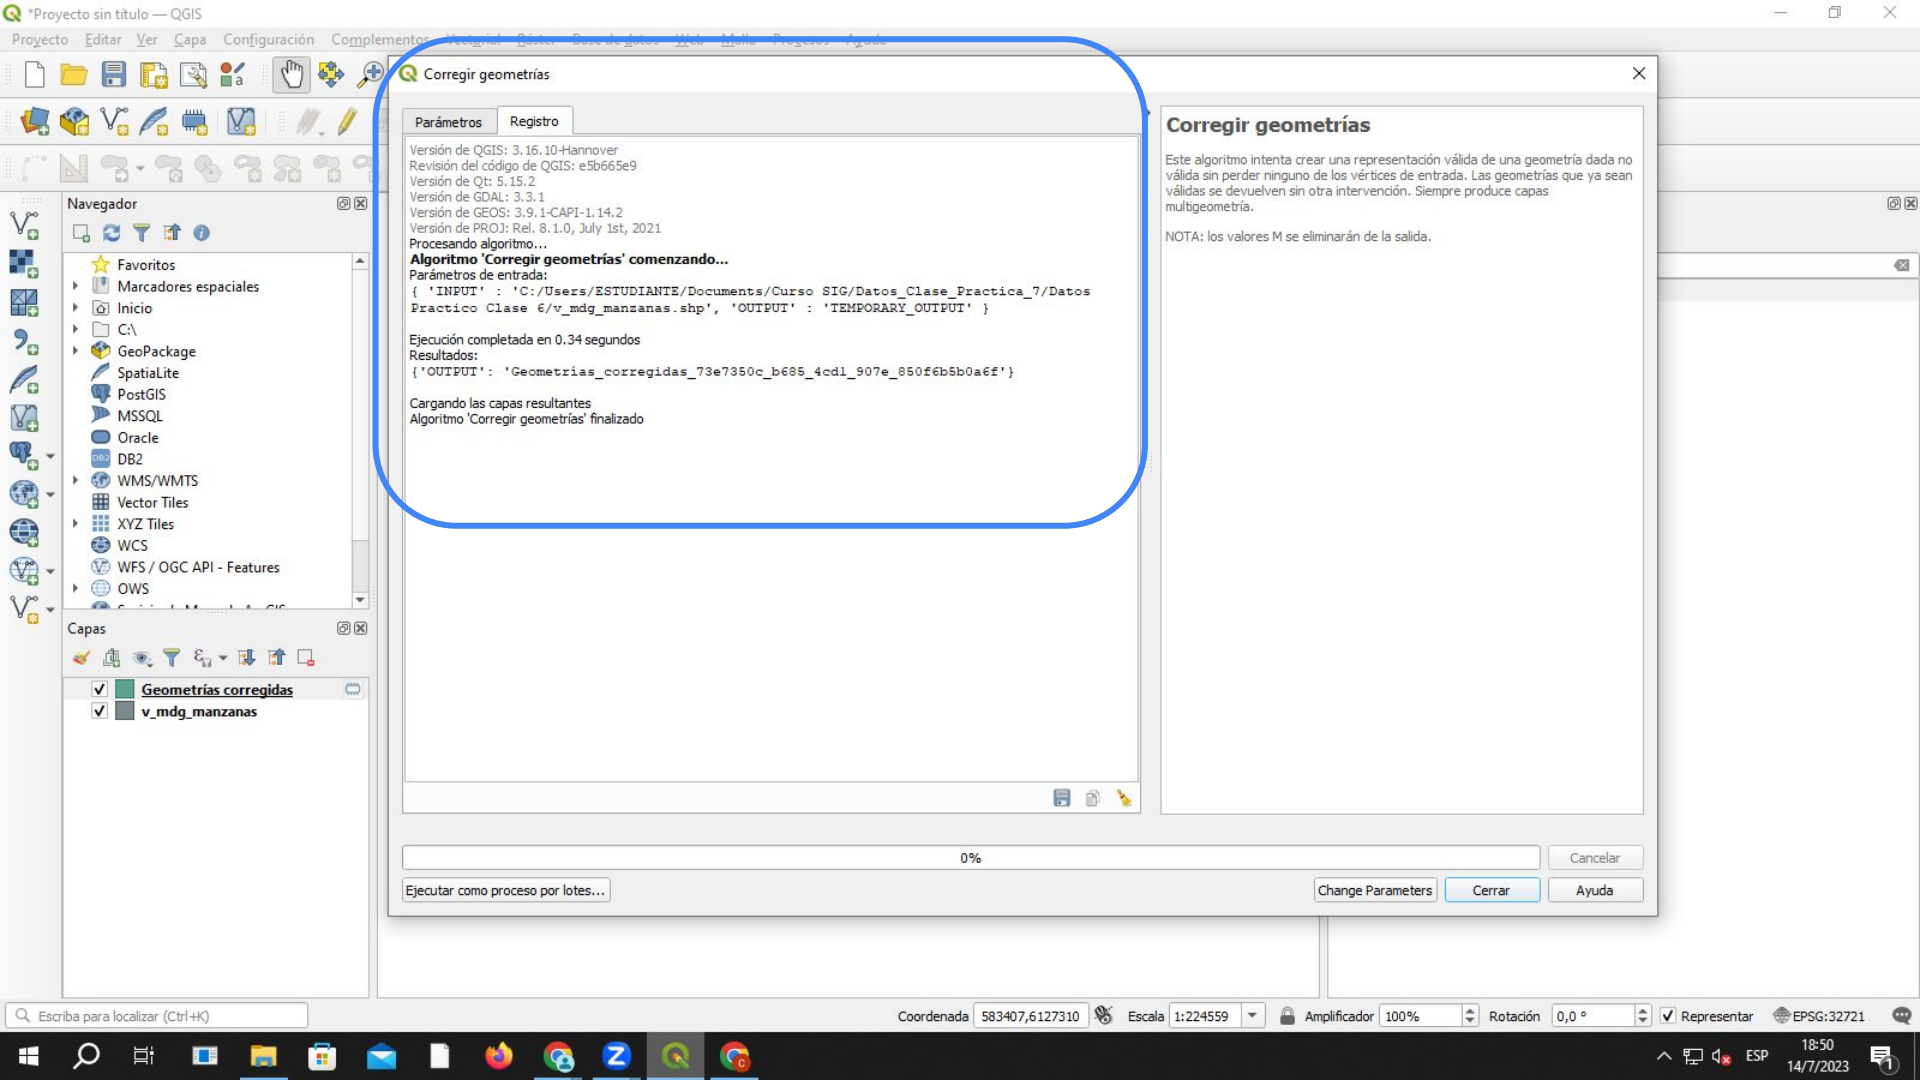 *Proyecto sin título — QGIS
Proyecto Editar Ver Capa Configuración Complementos
Corregir geometrías
Parámetros
Registro
Versión de QGIS: 3.16.10-Hannover
Revisión del código de QGIS: e5b665e9
Versión de Qt: 5.15.2
Versión de GDAL: 3.3.1
Versión de GEOS: 3.9.1-CAPI-1.14.2
Versión de PROJ: Rel. 8.1.0, July 1st, 2021
Procesando algoritmo...
Algoritmo 'Corregir geometrías' comenzando...
Parámetros de entrada:
{ 'INPUT' : 'C:/Users/ESTUDIANTE/Documents/Curso SIG/Datos_Clase_Practica_7/Datos
Practico Clase 6/v_mdg_manzanas.shp', 'OUTPUT' : 'TEMPORARY_OUTPUT' }
Ejecución completada en 0.34 segundos
Resultados:
{'OUTPUT': 'Geometrías_corregidas_73e7350c_b685_4cd1_907e_850f6b5b0a6f'}
Cargando las capas resultantes
Algoritmo 'Corregir geometrías' finalizado
Corregir geometrías
Este algoritmo intenta crear una representación válida de una geometría dada no
válida sin perder ninguno de los vértices de entrada. Las geometrías que ya sean
válidas se devuelven sin otra intervención. Siempre produce capas
multigeometría.
NOTA: los valores M se eliminarán de la salida.
0%
Cancelar
Ejecutar como proceso por lotes...
Change Parameters
Cerrar
Ayuda
Navegador
Favoritos
Marcadores espaciales
Inicio
C:\
GeoPackage
SpatiaLite
PostGIS
MSSQL
Oracle
DB2
DB2
WMS/WMTS
Vector Tiles
XYZ Tiles
WCS
WFS / OGC API - Features
OWS
Capas
Geometrías corregidas
v_mdg_manzanas
Escriba para localizar (Ctrl+K)
Coordenada 583407,6127310 Escala 1:224559 Amplificador 100% Rotación 0,0 ° Representar EPSG:32721
ESP
18:50
14/7/2023
1